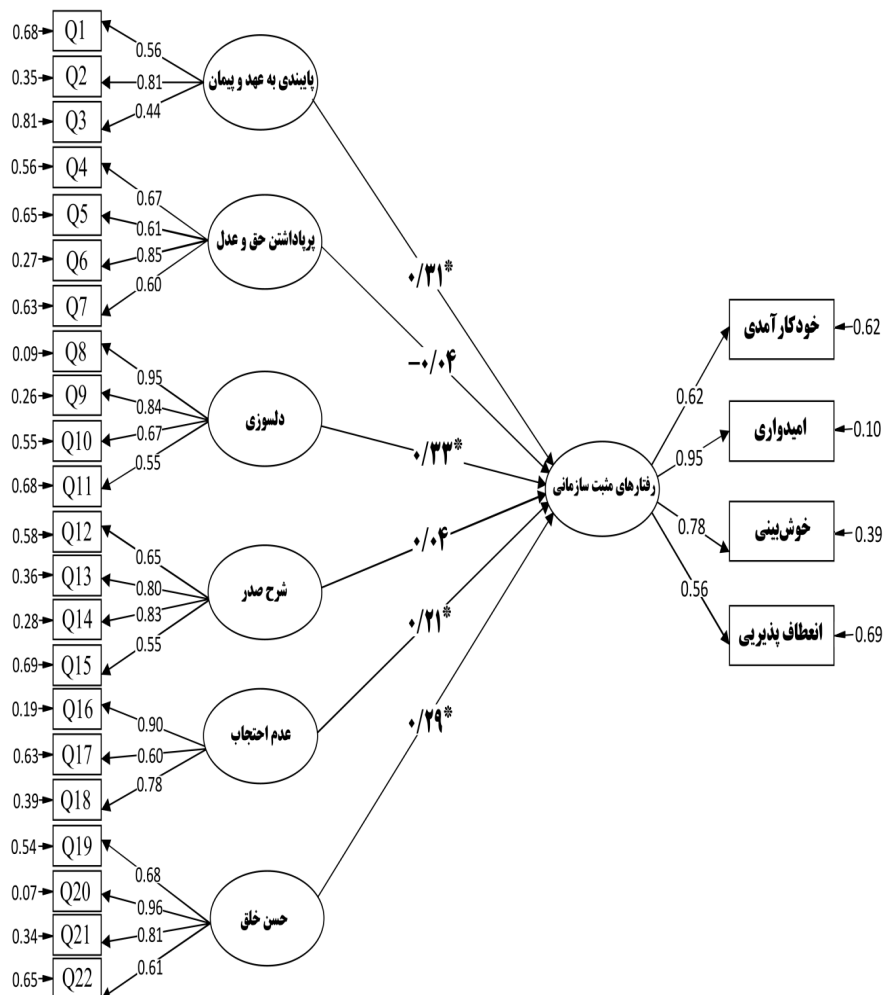 0.68 Q1 0.56
0.35 Q2 0.81
0.81 Q3 0.44
پایبندی به عهد و پیمان
0.56 Q4 0.67
0.65 Q5 0.61
0.27 Q6 0.85
0.63 Q7 0.60
برپاداشتن حق و عدل
0.09 Q8 0.95
0.26 Q9 0.84
0.55 Q10 0.67
0.68 Q11 0.55
دلسوزی
0.58 Q12 0.65
0.36 Q13 0.80
0.28 Q14 0.83
0.69 Q15 0.55
شرح صدر
0.19 Q16 0.90
0.63 Q17 0.60
0.39 Q18 0.78
عدم احتجاب
0.54 Q19 0.68
0.07 Q20 0.96
0.34 Q21 0.81
0.65 Q22 0.61
حسن خلق
۰/۳۱*
−۰/۰۴
۰/۳۳*
۰/۰۴
۰/۲۱*
۰/۲۹*
رفتارهای مثبت سازمانی
0.62 خودکارآمدی 0.62
0.95 امیدواری 0.10
0.78 خوش‌بینی 0.39
0.56 انعطاف پذیریی 0.69